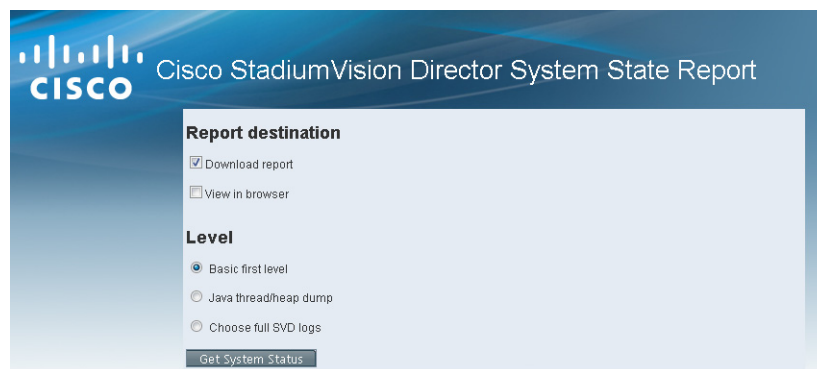 CISCO
Cisco StadiumVision Director System State Report
Report destination
Download report
View in browser
Level
Basic first level
Java thread/heap dump
Choose full SVD logs
Get System Status